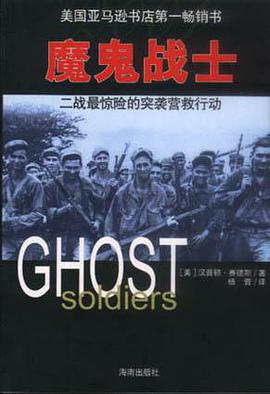 美国亚马逊书店第一畅销书
魔鬼战士
二战最惊险的突袭营救行动
GHOST
soldiers
[美] 汉普顿·赛德斯/著
杨 晋/译
海南出版社